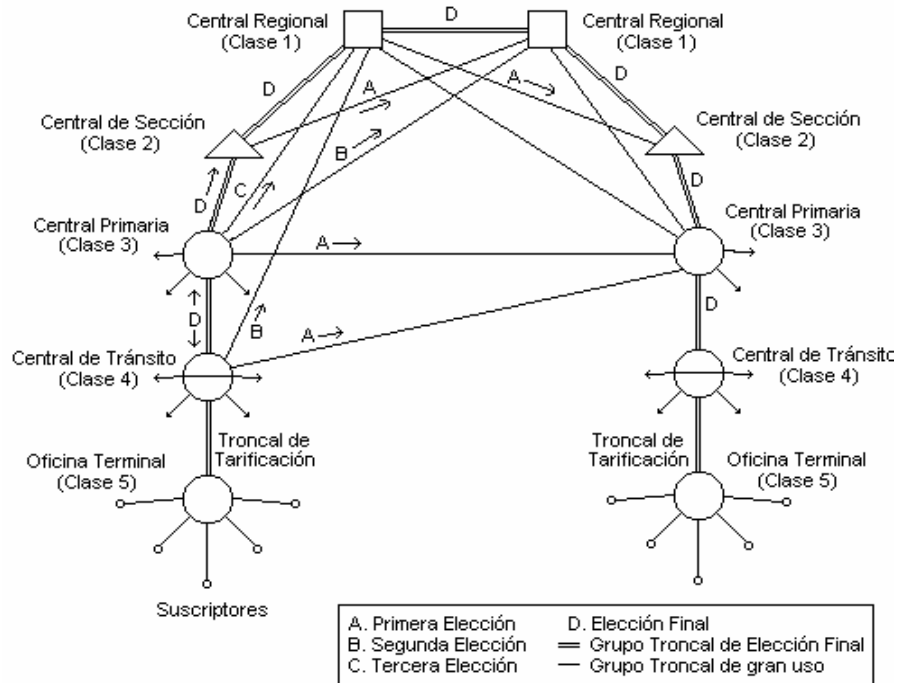 D
Central Regional
(Clase 1)
Central Regional
(Clase 1)
D
A
A
D
Central de Sección
(Clase 2)
Central de Sección
(Clase 2)
B
D
C
D
Central Primaria
(Clase 3)
Central Primaria
(Clase 3)
A
D
B
A
D
Central de Tránsito
(Clase 4)
Central de Tránsito
(Clase 4)
Troncal de
Tarificación
Troncal de
Tarificación
Oficina Terminal
(Clase 5)
Oficina Terminal
(Clase 5)
Suscriptores
A. Primera Elección
B. Segunda Elección
C. Tercera Elección
D. Elección Final
Grupo Troncal de Elección Final
Grupo Troncal de gran uso